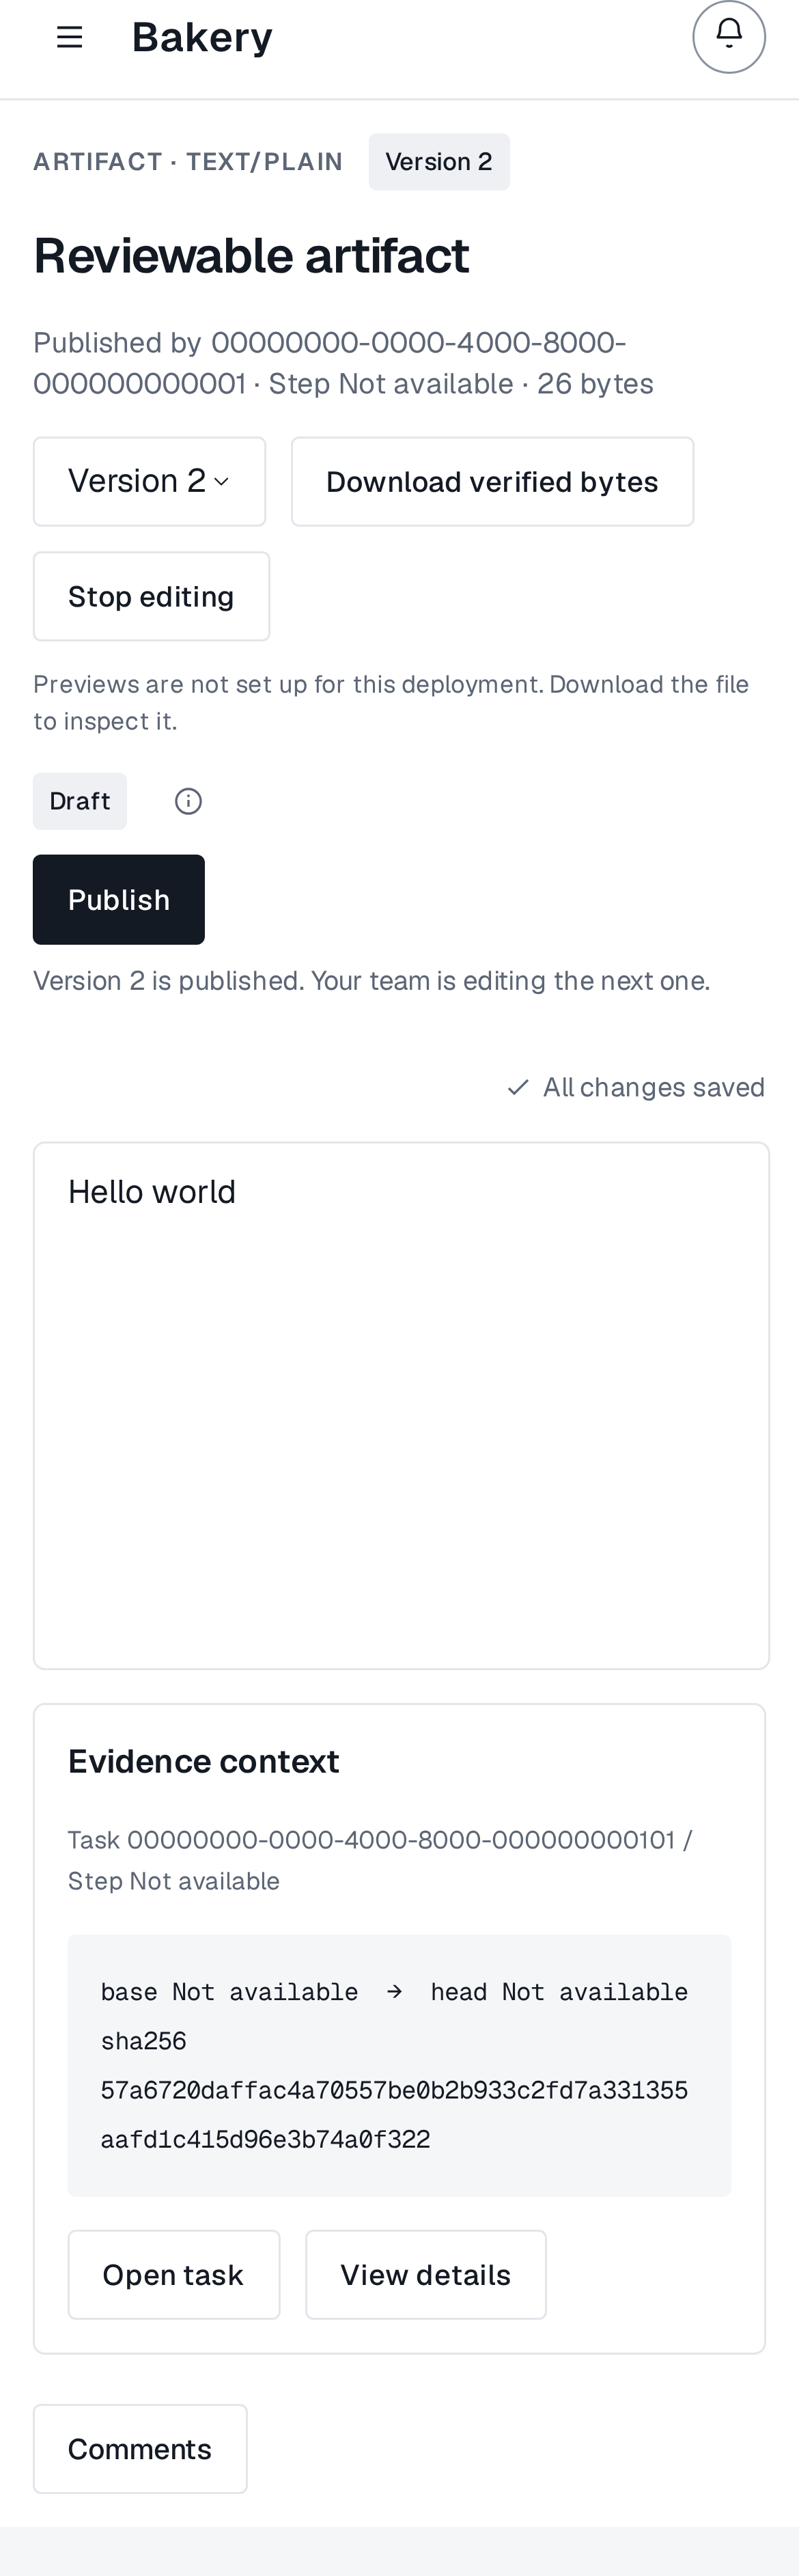 Bakery
ARTIFACT · TEXT/PLAIN
Version 2
Reviewable artifact
Published by 00000000-0000-4000-8000-
000000000001 · Step Not available · 26 bytes
Version 2
Download verified bytes
Stop editing
Previews are not set up for this deployment. Download the file
to inspect it.
Draft
Publish
Version 2 is published. Your team is editing the next one.
All changes saved
Hello world
Evidence context
Task 00000000-0000-4000-8000-000000000101 /
Step Not available
base Not available → head Not available
sha256
57a6720daffac4a70557be0b2b933c2fd7a331355
aafd1c415d96e3b74a0f322
Open task
View details
Comments